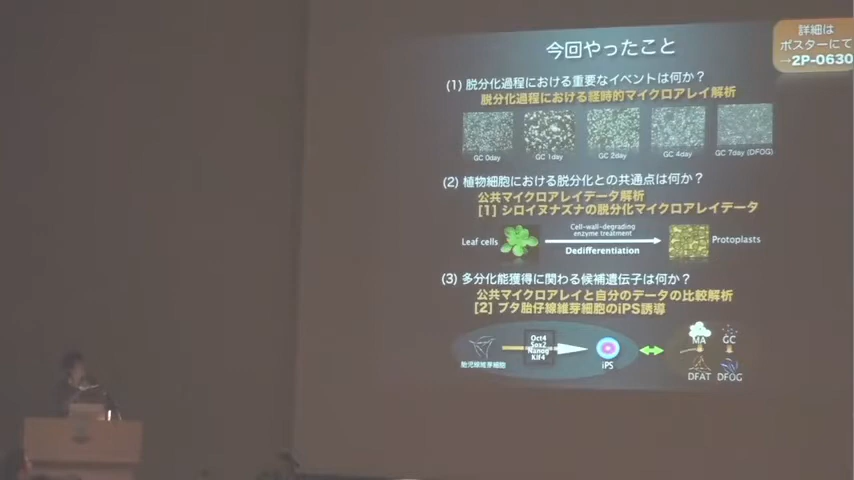 今回やったこと
詳細は
ポスターにて
→2P-0630
(1) 脱分化過程における重要なイベントは何か？
脱分化過程における経時的マイクロアレイ解析
GC 0day
GC 1day
GC 2day
GC 4day
GC 7day (DFOG)
(2) 植物細胞における脱分化との共通点は何か？
公共マイクロアレイデータ解析
[1] シロイヌナズナの脱分化マイクロアレイデータ
Leaf cells
Cell-wall-degrading
enzyme treatment
Dedifferentiation
Protoplasts
(3) 多分化能獲得に関わる候補遺伝子は何か？
公共マイクロアレイと自分のデータの比較解析
[2] ブタ胎仔線維芽細胞のiPS誘導
胎児線維芽細胞
Oct4
Sox2
Nanog
Klf4
iPS
MA
GC
DFAT
DFOG